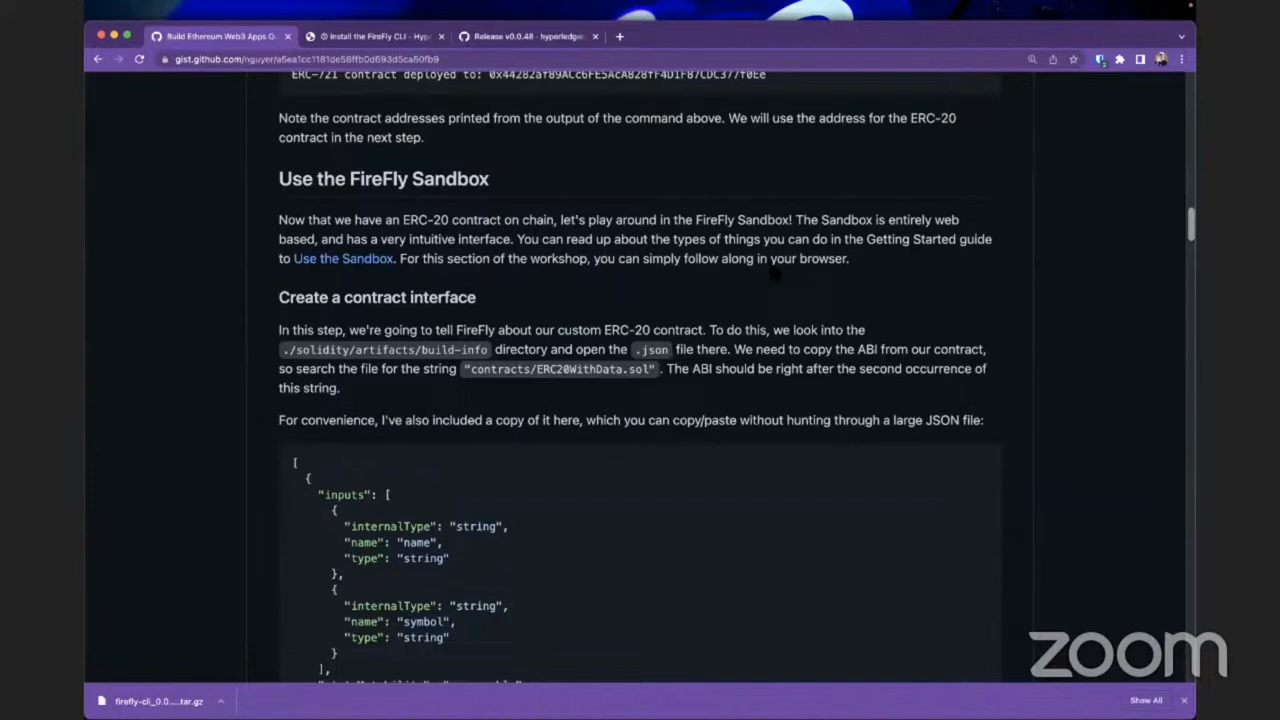 Build Ethereum Web3 Apps Q
Install the FireFly CLI - Hype
Release v0.0.48 · hyperledger
gist.github.com/nguyer/a5ea1cc1181de58ffb0d693d5ca50fb9
ERC-721 contract deployed to: 0x44282af89ACc6FE5AcA828fF4D1F87CDC377f0Ee
Note the contract addresses printed from the output of the command above. We will use the address for the ERC-20
contract in the next step.
Use the FireFly Sandbox
Now that we have an ERC-20 contract on chain, let's play around in the FireFly Sandbox! The Sandbox is entirely web
based, and has a very intuitive interface. You can read up about the types of things you can do in the Getting Started guide
to Use the Sandbox. For this section of the workshop, you can simply follow along in your browser.
Create a contract interface
In this step, we're going to tell FireFly about our custom ERC-20 contract. To do this, we look into the
./solidity/artifacts/build-info directory and open the .json file there. We need to copy the ABI from our contract,
so search the file for the string "contracts/ERC20WithData.sol". The ABI should be right after the second occurrence of
this string.
For convenience, I've also included a copy of it here, which you can copy/paste without hunting through a large JSON file:
[
{
"inputs": [
{
"internalType": "string",
"name": "name",
"type": "string"
},
{
"internalType": "string",
"name": "symbol",
"type": "string"
}
],
zoom
firefly-cli_0.0....tar.gz
Show All